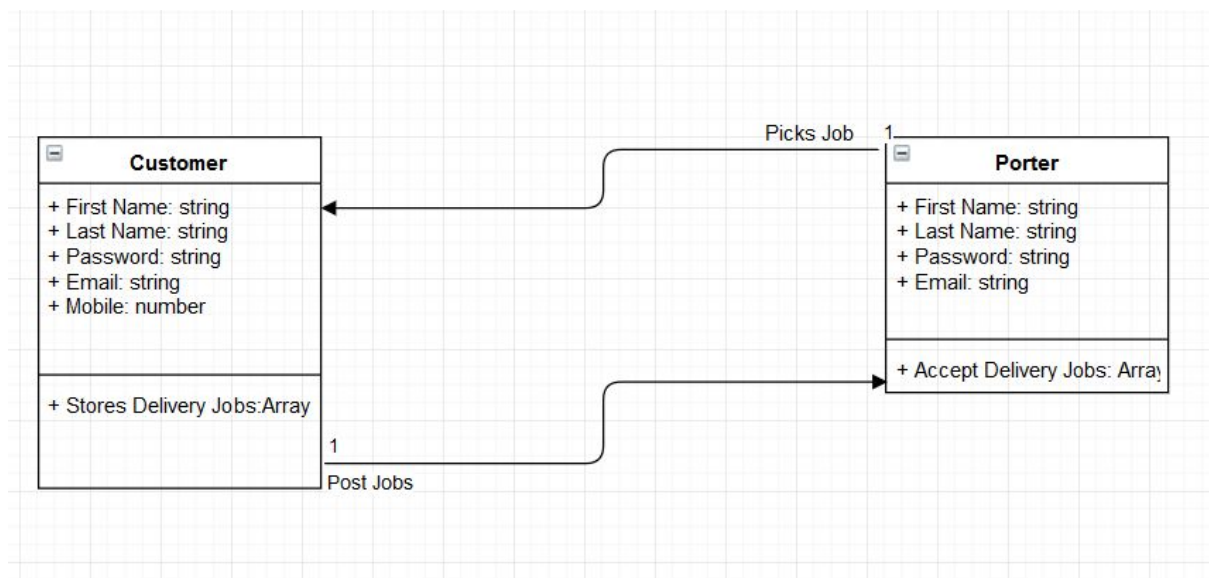 Picks Job
1
Customer
+ First Name: string
+ Last Name: string
+ Password: string
+ Email: string
+ Mobile: number
+ Stores Delivery Jobs:Array
1
Post Jobs
Porter
+ First Name: string
+ Last Name: string
+ Password: string
+ Email: string
+ Accept Delivery Jobs: Array